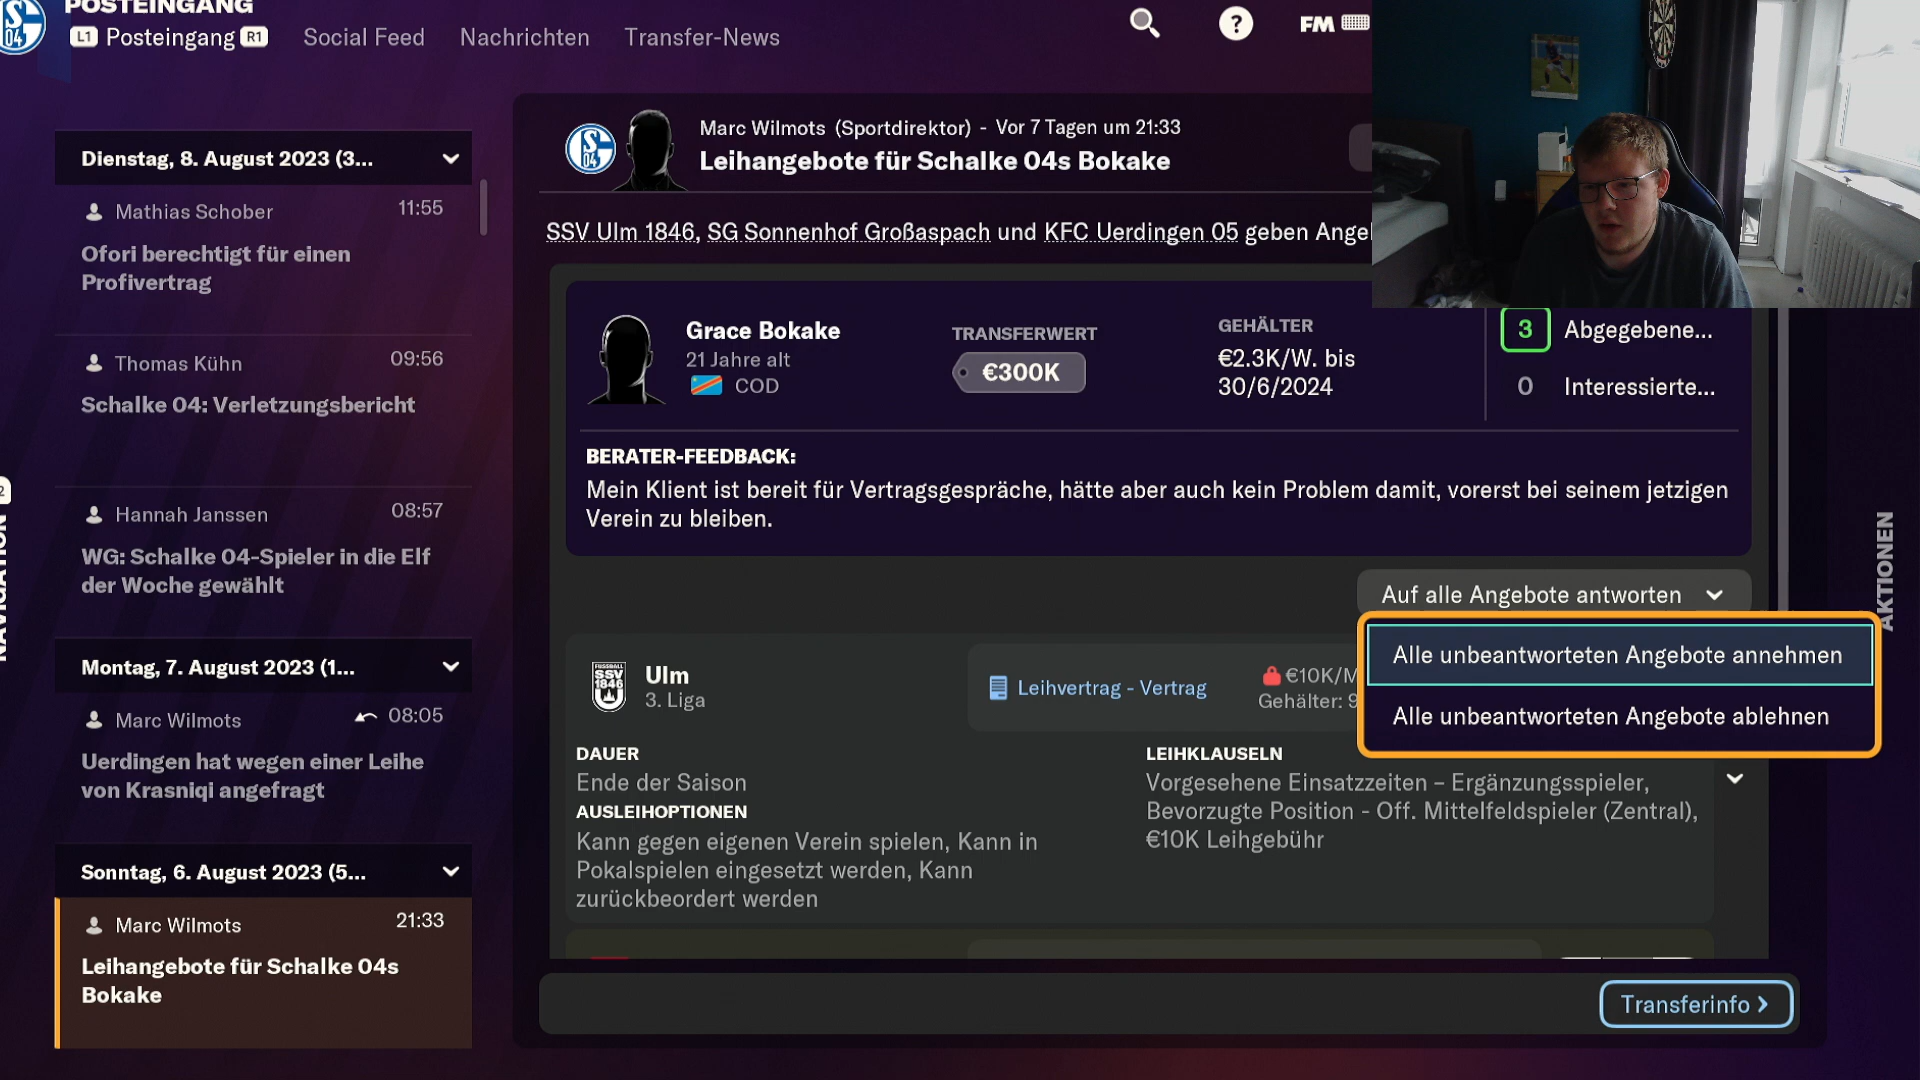 POSTEINGANG
L1 Posteingang R1
Social Feed
Nachrichten
Transfer-News
?
FM
Dienstag, 8. August 2023 (3...
Mathias Schober
11:55
Ofori berechtigt für einen
Profivertrag
Thomas Kühn
09:56
Schalke 04: Verletzungsbericht
Hannah Janssen
08:57
WG: Schalke 04-Spieler in die Elf
der Woche gewählt
Montag, 7. August 2023 (1...
Marc Wilmots
08:05
Uerdingen hat wegen einer Leihe
von Krasniqi angefragt
Sonntag, 6. August 2023 (5...
Marc Wilmots
21:33
Leihangebote für Schalke 04s
Bokake
Marc Wilmots (Sportdirektor) - Vor 7 Tagen um 21:33
Leihangebote für Schalke 04s Bokake
SSV Ulm 1846, SG Sonnenhof Großaspach und KFC Uerdingen 05 geben
Grace Bokake
21 Jahre alt
COD
TRANSFERWERT
€300K
GEHÄLTER
€2.3K/W. bis
30/6/2024
3 Abgegebene...
0 Interessierte...
BERATER-FEEDBACK:
Mein Klient ist bereit für Vertragsgespräche, hätte aber auch kein Problem damit, vorerst bei seinem jetzigen
Verein zu bleiben.
Auf alle Angebote antworten
Alle unbeantworteten Angebote annehmen
Alle unbeantworteten Angebote ablehnen
Ulm
3. Liga
Leihvertrag - Vertrag
€10K/M
Gehälter: 9
DAUER
Ende der Saison
AUSLEIHOPTIONEN
Kann gegen eigenen Verein spielen, Kann in
Pokalspielen eingesetzt werden, Kann
zurückbeordert werden
LEIHKLAUSELN
Vorgesehene Einsatzzeiten – Ergänzungsspieler,
Bevorzugte Position - Off. Mittelfeldspieler (Zentral),
€10K Leihgebühr
Transferinfo
AKTIONEN